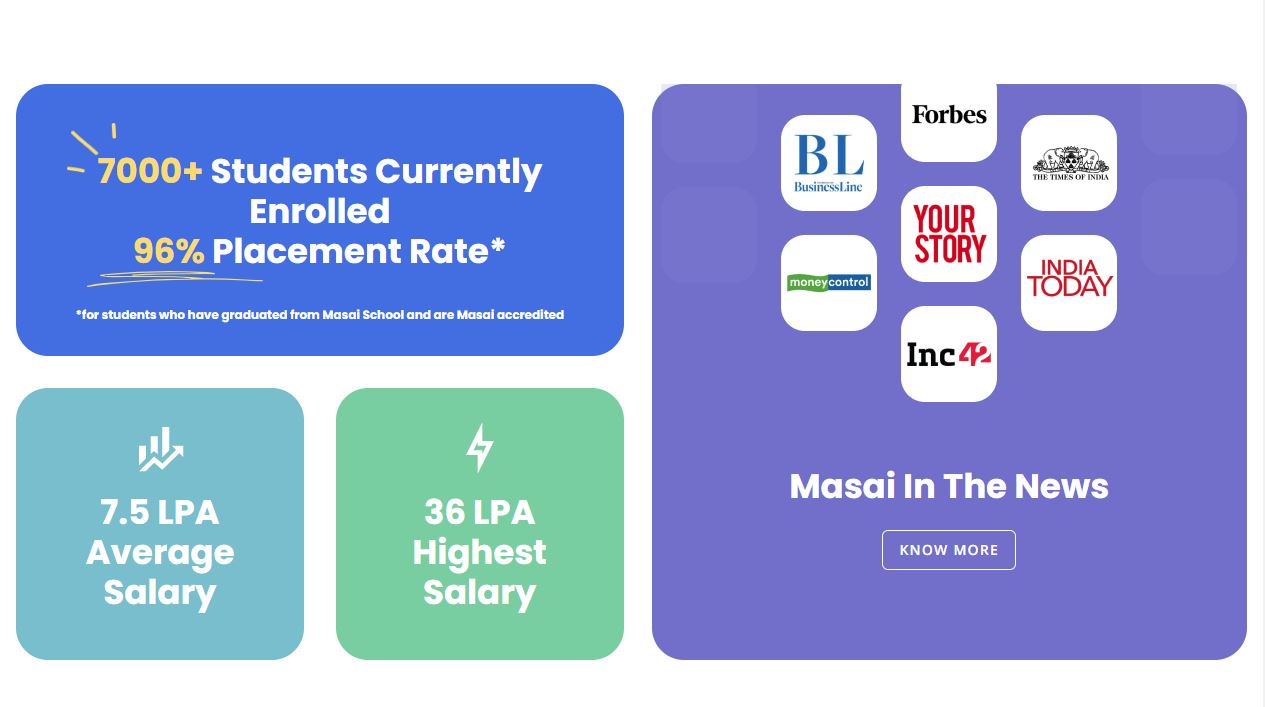 7000+ Students Currently
Enrolled
96% Placement Rate*
*for students who have graduated from Masai School and are Masai accredited
7.5 LPA
Average
Salary
36 LPA
Highest
Salary
Forbes
BL
BusinessLine
THE TIMES OF INDIA
YOUR
STORY
moneycontrol
INDIA
TODAY
Inc42
Masai In The News
KNOW MORE